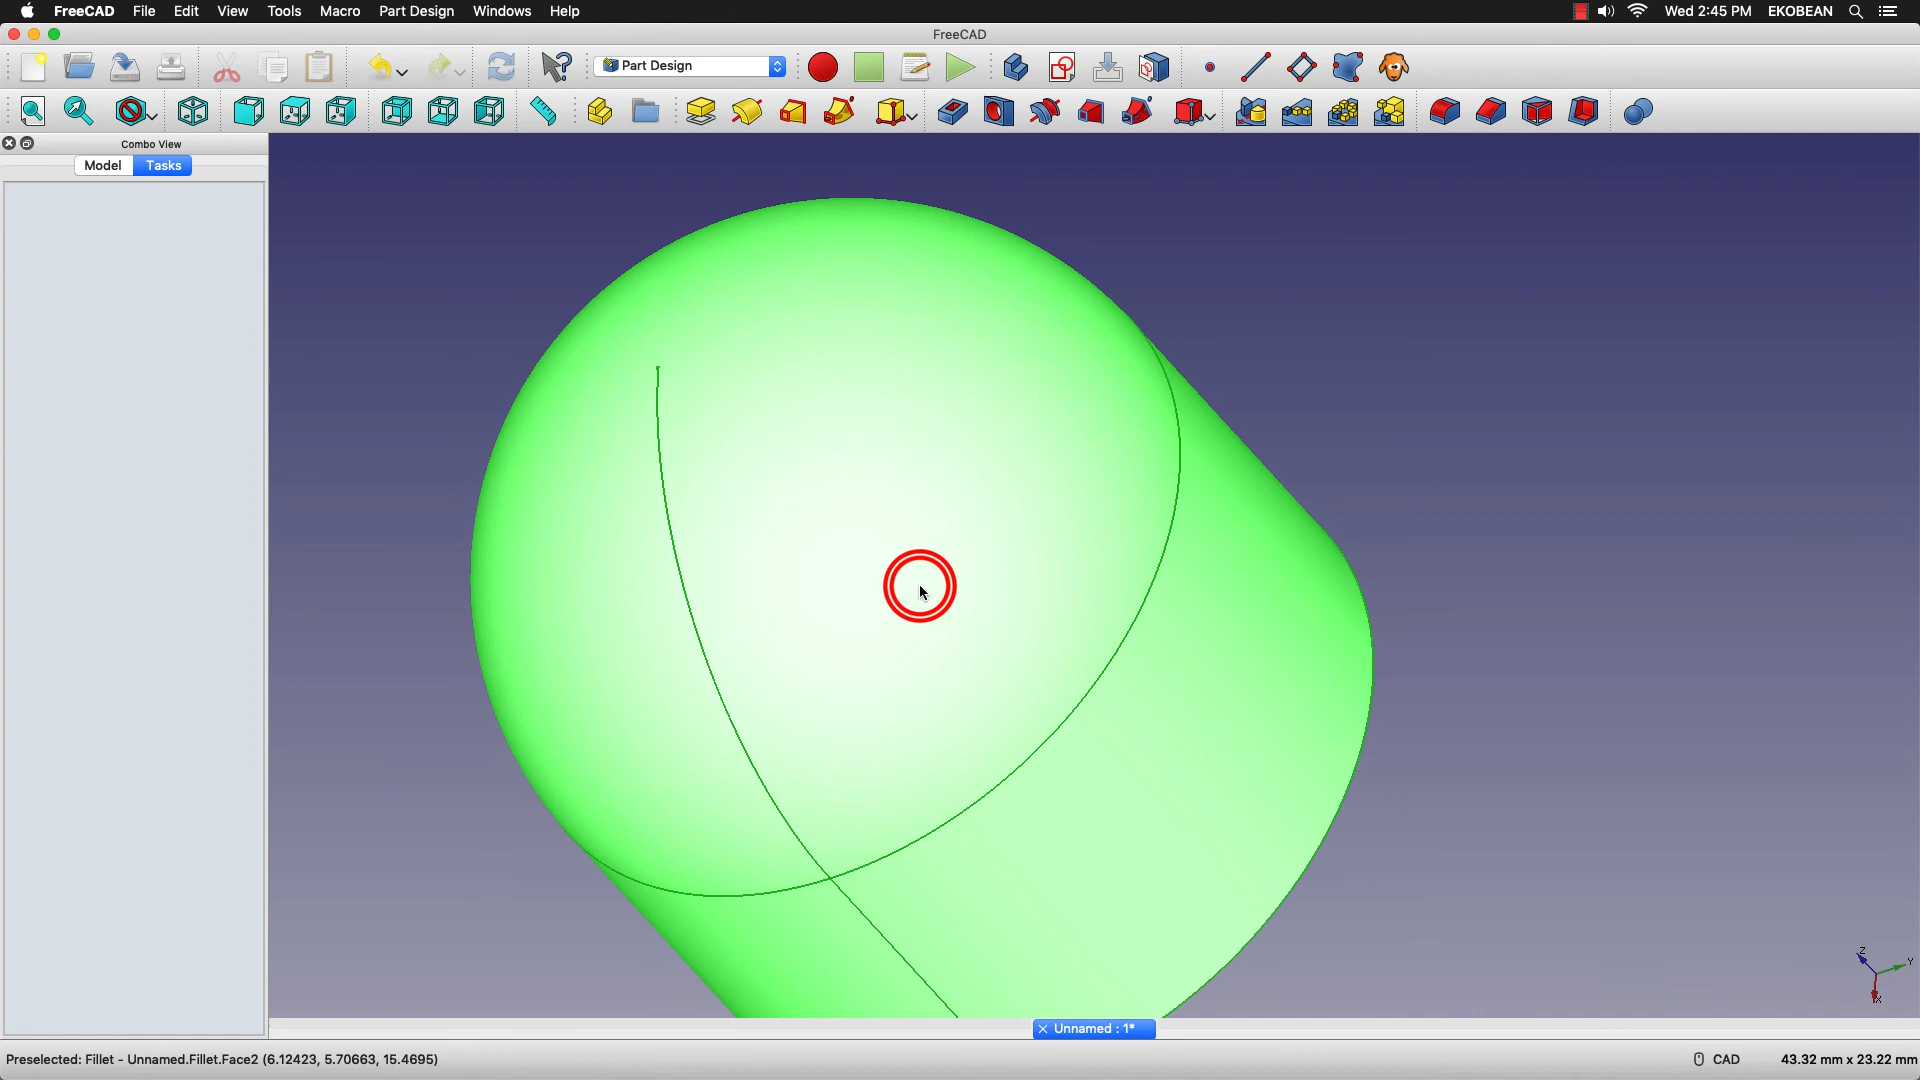 FreeCAD File Edit View Tools Macro Part Design Windows Help Wed 2:45 PM EKOBEAN
FreeCAD
Part Design
Combo View
Model Tasks
Z
Y
X
Unnamed : 1*
Preselected: Fillet - Unnamed.Fillet.Face2 (6.12423, 5.70663, 15.4695) CAD 43.32 mm x 23.22 mm